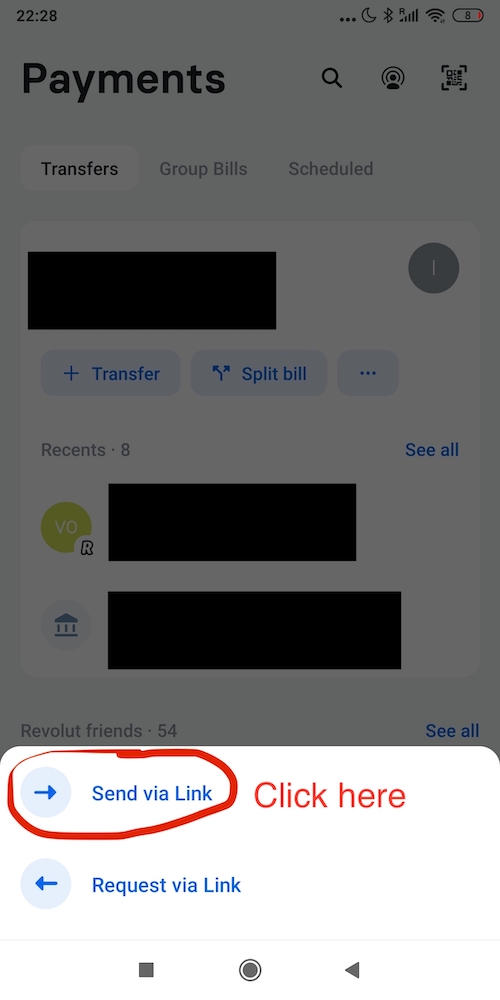 22:28
R
8
Payments
Transfers Group Bills Scheduled
I
Transfer Split bill
Recents · 8 See all
VO
R
Revolut friends · 54 See all
Send via Link Click here
Request via Link